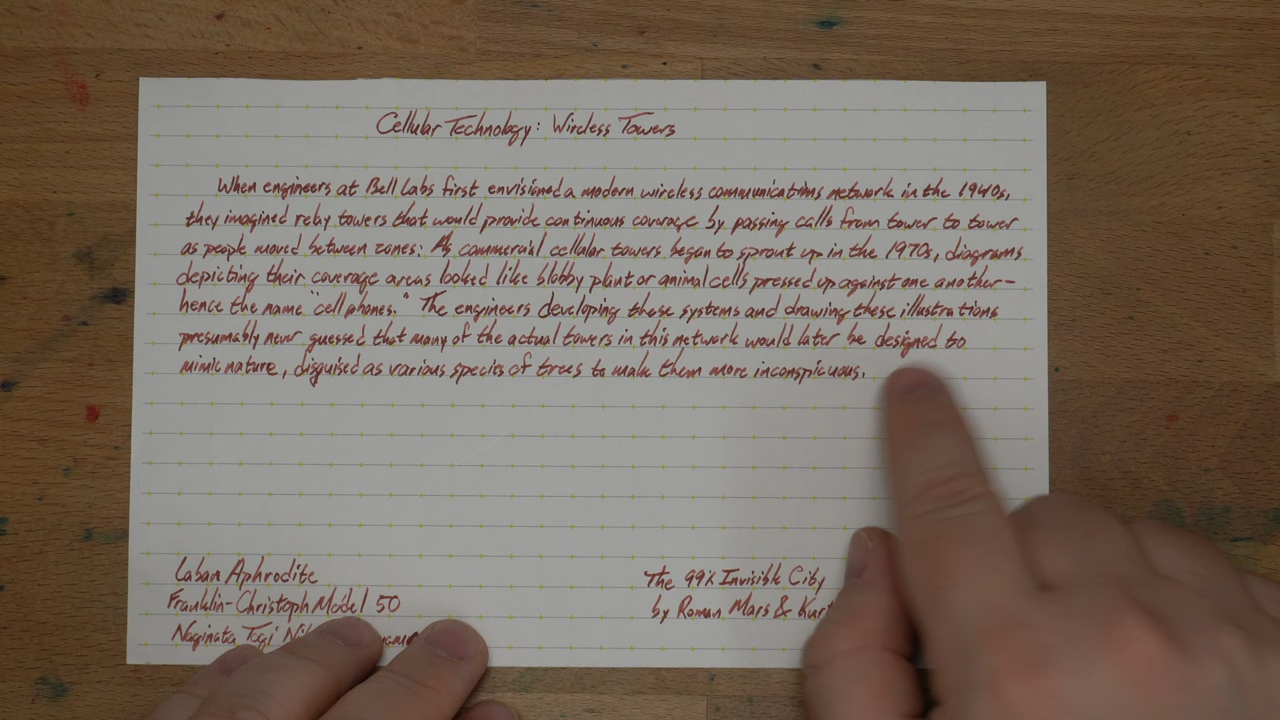 Cellular Technology: Wireless Towers
When engineers at Bell Labs first envisioned a modern wireless communications network in the 1940s,
they imagined relay towers that would provide continuous coverage by passing calls from tower to tower
as people moved between zones. As commercial cellular towers began to sprout up in the 1970s, diagrams
depicting their coverage areas looked like blobby plant or animal cells pressed up against one another-
hence the name "cell phones." The engineers developing these systems and drawing these illustrations
presumably never guessed that many of the actual towers in this network would later be designed to
mimic nature, disguised as various species of trees to make them more inconspicuous.
Laban Aphrodite
Franklin-Christoph Model 50
Naginata Togi
The 99% Invisible City
by Roman Mars & Kurt